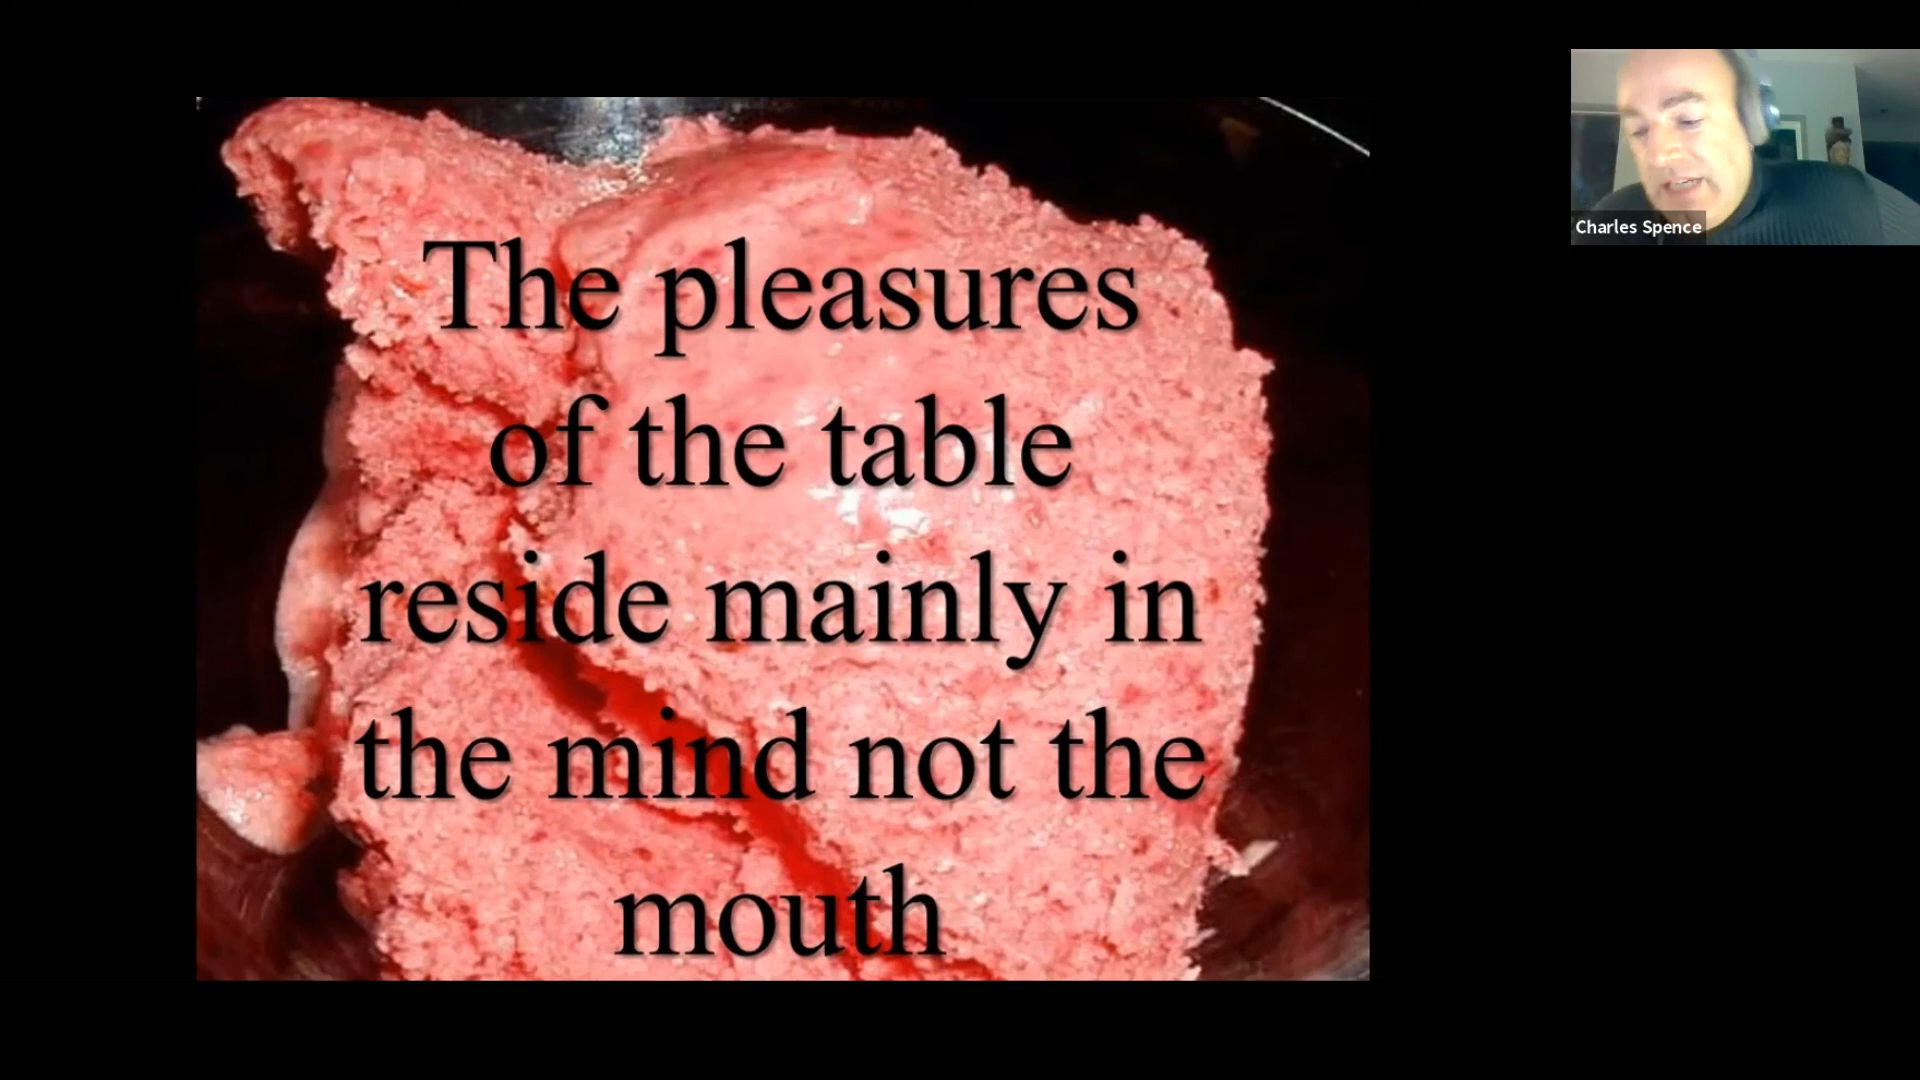 The pleasures
of the table
reside mainly in
the mind not the
mouth
Charles Spence